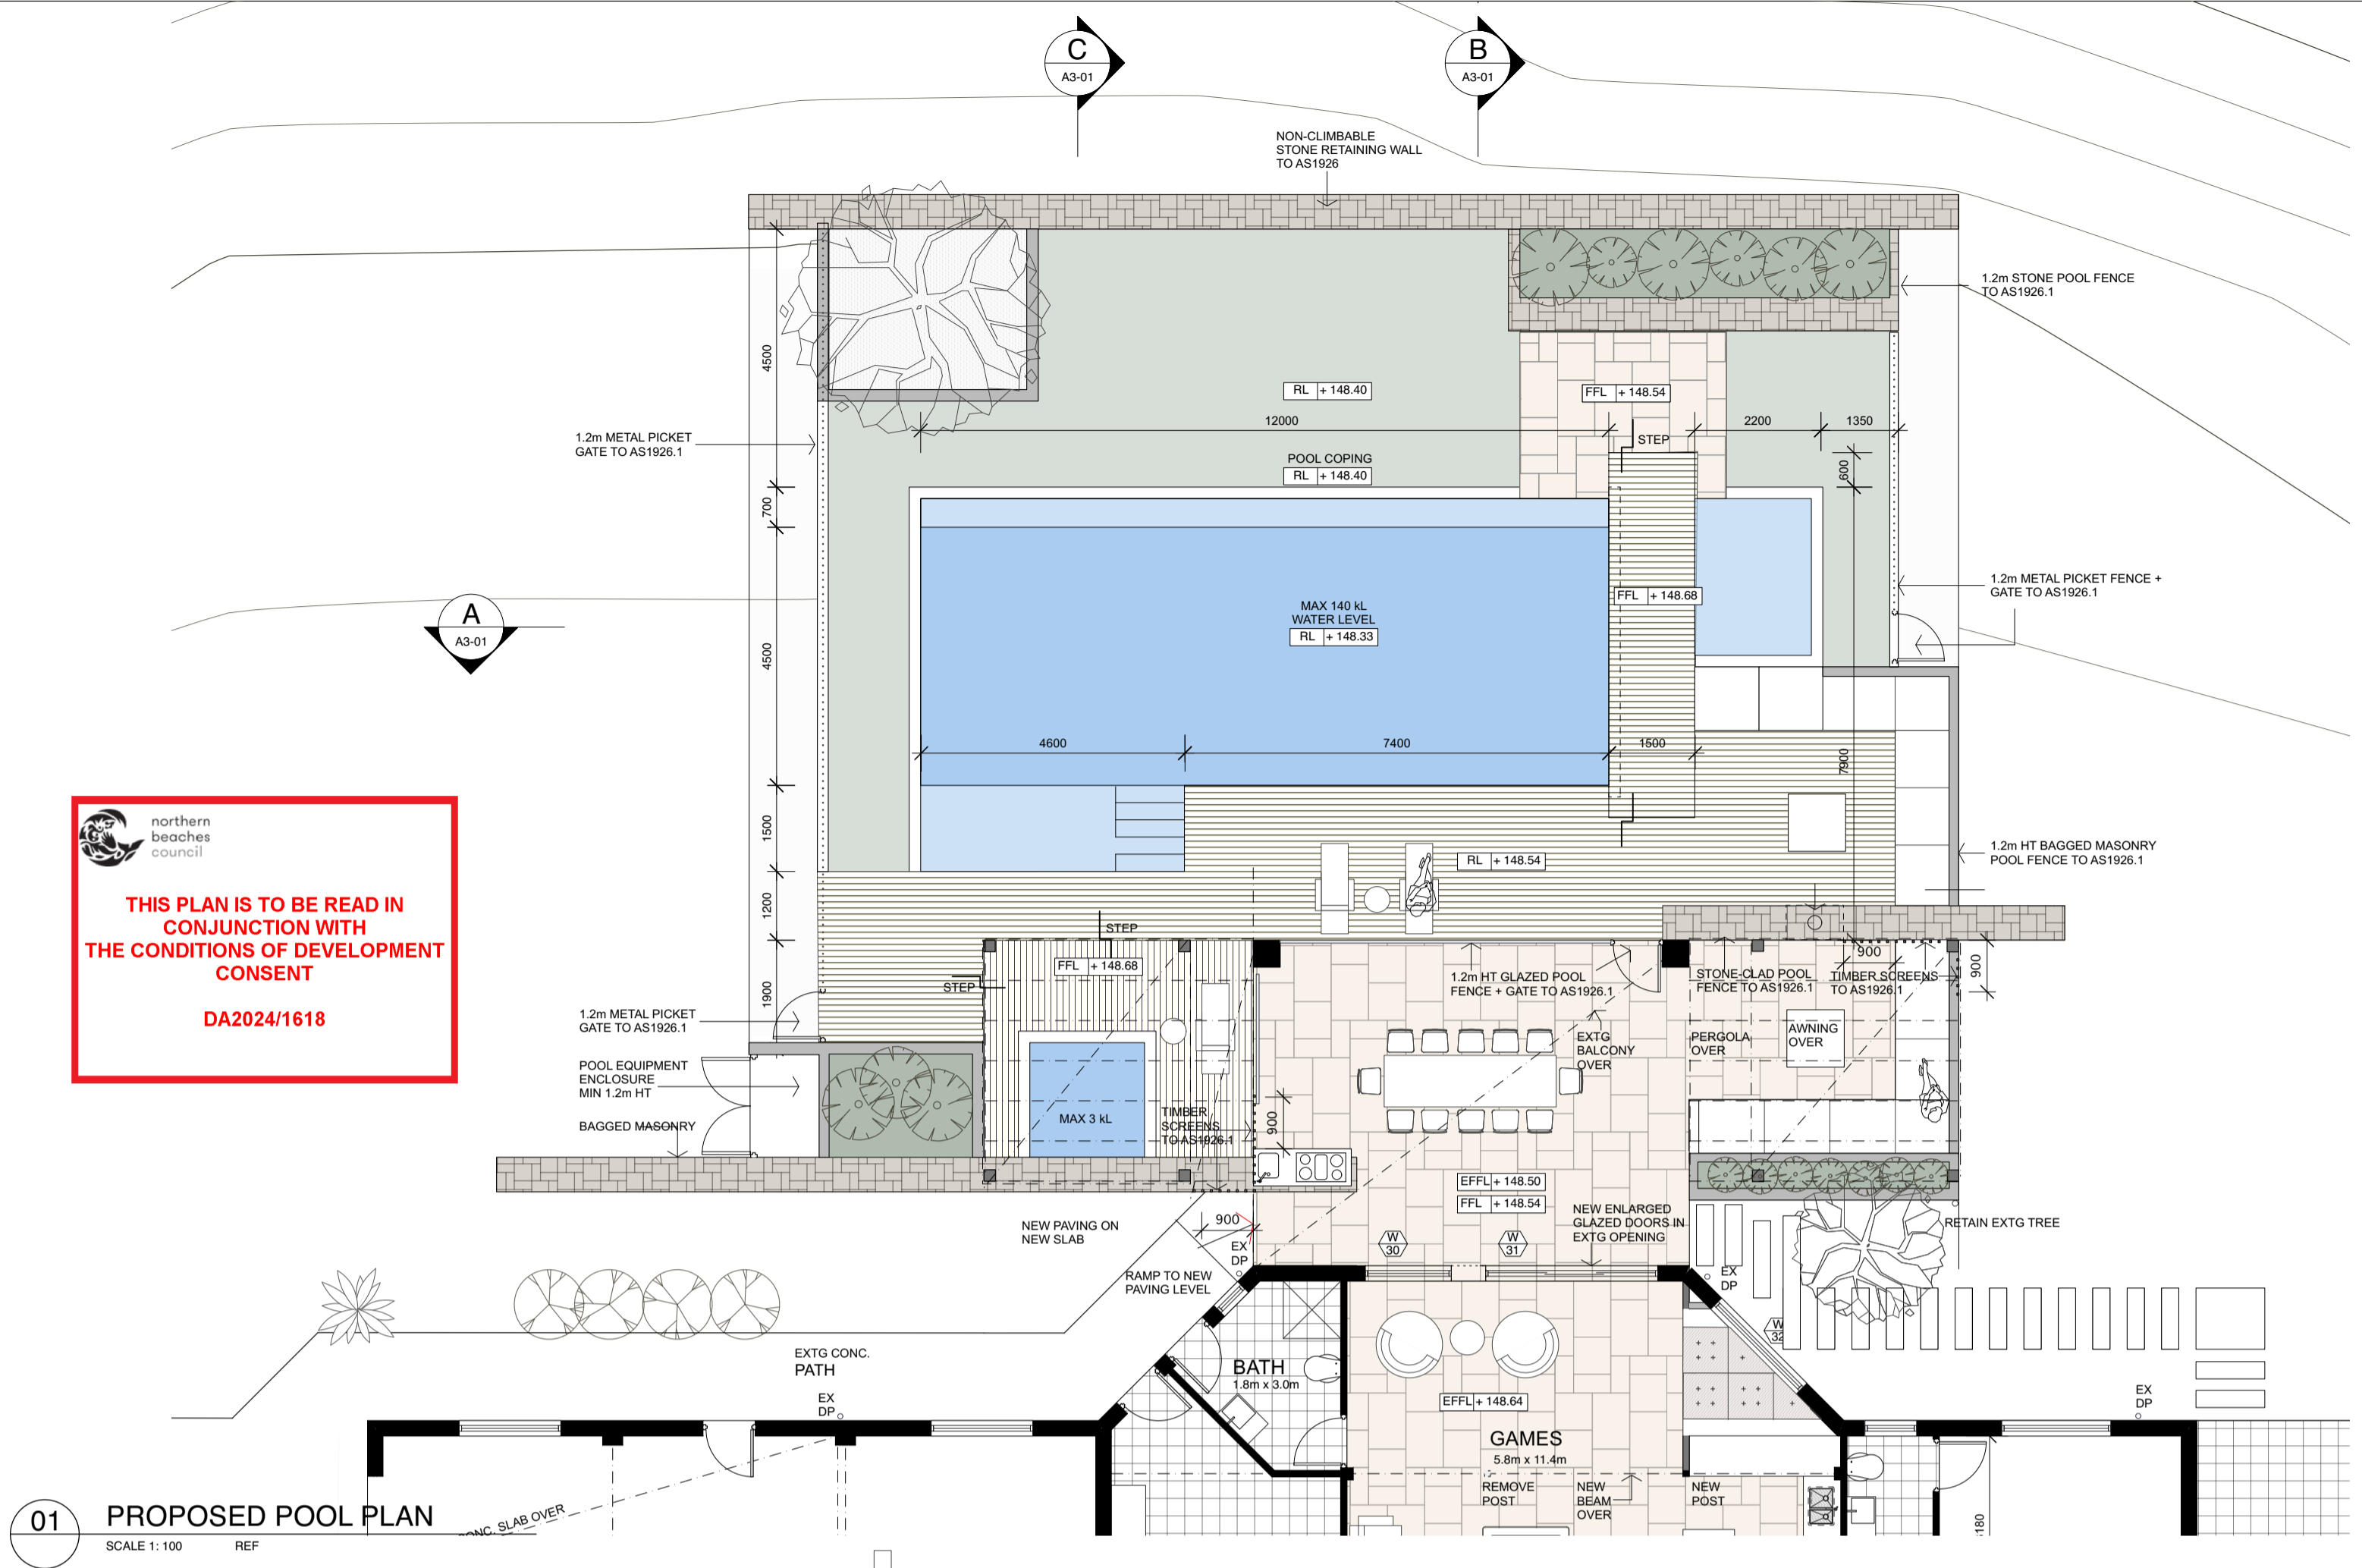 C
A3-01
B
A3-01
NON-CLIMBABLE
STONE RETAINING WALL
TO AS1926
1.2m STONE POOL FENCE
TO AS1926.1
4500
RL + 148.40
FFL + 148.54
12000
2200
1350
1.2m METAL PICKET
GATE TO AS1926.1
STEP
POOL COPING
RL + 148.40
600
700
MAX 140 kL
WATER LEVEL
RL + 148.33
FFL + 148.68
1.2m METAL PICKET FENCE +
GATE TO AS1926.1
A
A3-01
4500
4600
7400
1500
7900
northern
beaches
council
THIS PLAN IS TO BE READ IN
CONJUNCTION WITH
THE CONDITIONS OF DEVELOPMENT
CONSENT
DA2024/1618
1500
RL + 148.54
1.2m HT BAGGED MASONRY
POOL FENCE TO AS1926.1
1200
STEP
FFL + 148.68
STEP
1900
1.2m HT GLAZED POOL
FENCE + GATE TO AS1926.1
STONE-CLAD POOL
FENCE TO AS1926.1
900
TIMBER SCREENS
TO AS1926.1
900
1.2m METAL PICKET
GATE TO AS1926.1
EXTG
BALCONY
OVER
PERGOLA
OVER
AWNING
OVER
POOL EQUIPMENT
ENCLOSURE
MIN 1.2m HT
MAX 3 kL
TIMBER
SCREENS
TO AS1926.1
900
BAGGED MASONRY
EFFL + 148.50
FFL + 148.54
NEW PAVING ON
NEW SLAB
900
NEW ENLARGED
GLAZED DOORS IN
EXTG OPENING
RETAIN EXTG TREE
EX
DP
W
30
W
31
RAMP TO NEW
PAVING LEVEL
EX
DP
W
32
EXTG CONC.
PATH
EX
DP
BATH
1.8m x 3.0m
EFFL + 148.64
EX
DP
GAMES
5.8m x 11.4m
REMOVE
POST
NEW
BEAM
OVER
NEW
POST
01
PROPOSED POOL PLAN
SCALE 1: 100
REF
SLAB OVER